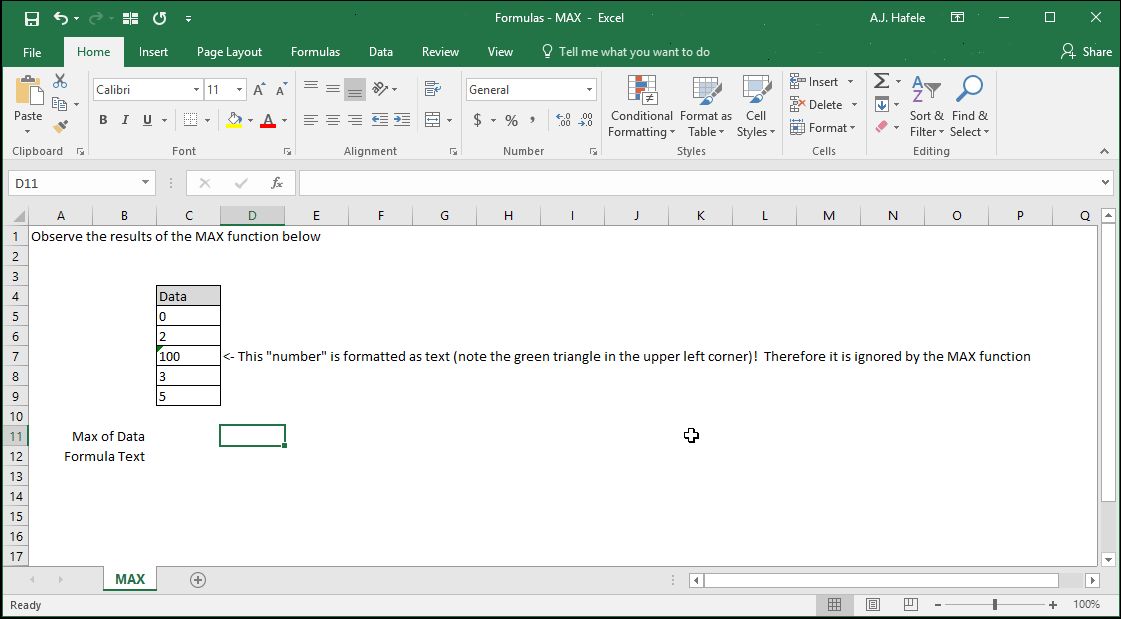 Formulas - MAX - Excel
A.J. Hafele
File Home Insert Page Layout Formulas Data Review View Tell me what you want to do Share
Calibri 11 General
Paste
B I U $ % , Conditional Formatting Format as Table Cell Styles
Insert
Delete
Format
Sort & Filter Find & Select
Clipboard Font Alignment Number Styles Cells Editing
D11 fx
A B C D E F G H I J K L M N O P Q
1 Observe the results of the MAX function below
2
3
4 Data
5 0
6 2
7 100 <- This "number" is formatted as text (note the green triangle in the upper left corner)! Therefore it is ignored by the MAX function
8 3
9 5
10
11 Max of Data
12 Formula Text
13
14
15
16
17
MAX
Ready 100%